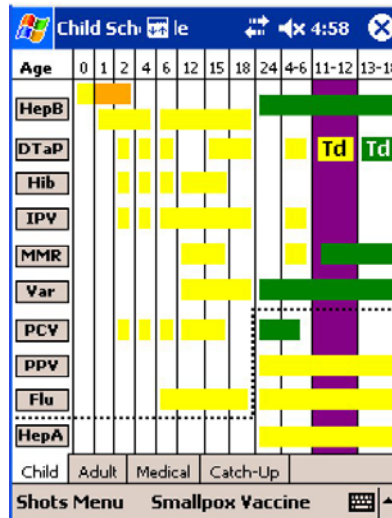 Child Sch le 4:58
Age 0 1 2 4 6 12 15 18 24 4-6 11-12 13-18
HepB
DTaP Td Td
Hib
IPV
MMR
Var
PCV
PPV
Flu
HepA
Child Adult Medical Catch-Up
Shots Menu Smallpox Vaccine